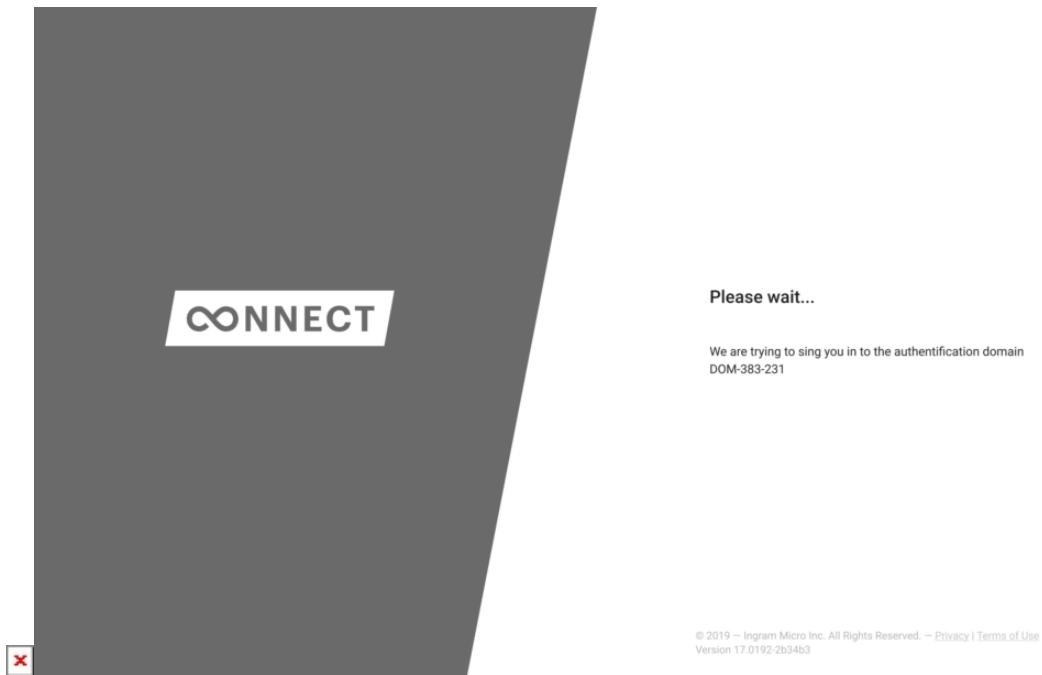 CONNECT
Please wait...
We are trying to sing you in to the authentification domain
DOM-383-231
© 2019 — Ingram Micro Inc. All Rights Reserved. — Privacy | Terms of Use
Version 17.0192-2b34b3